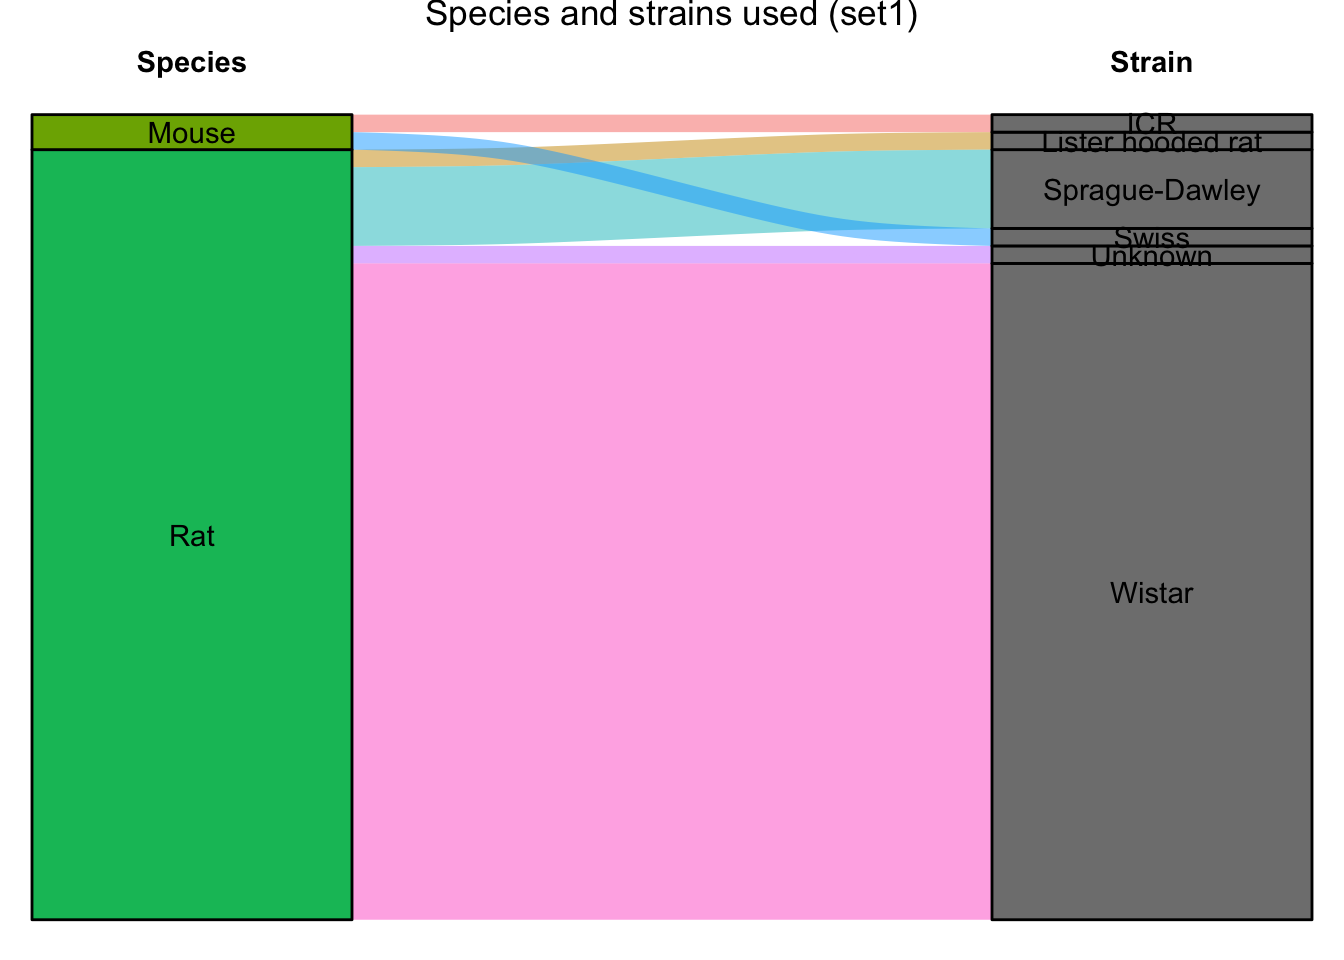 Species and strains used (set1)
Species
Strain
Mouse
Rat
ICR
Lister hooded rat
Sprague-Dawley
Swiss
Unknown
Wistar